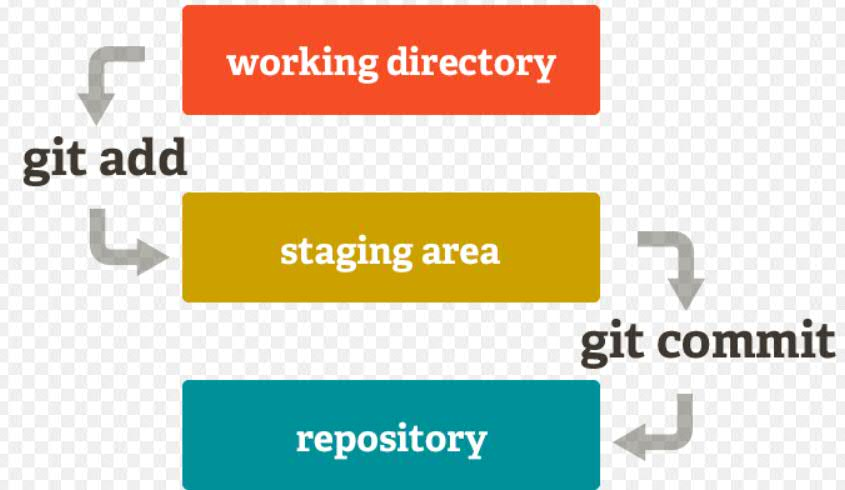 working directory
git add
staging area
git commit
repository